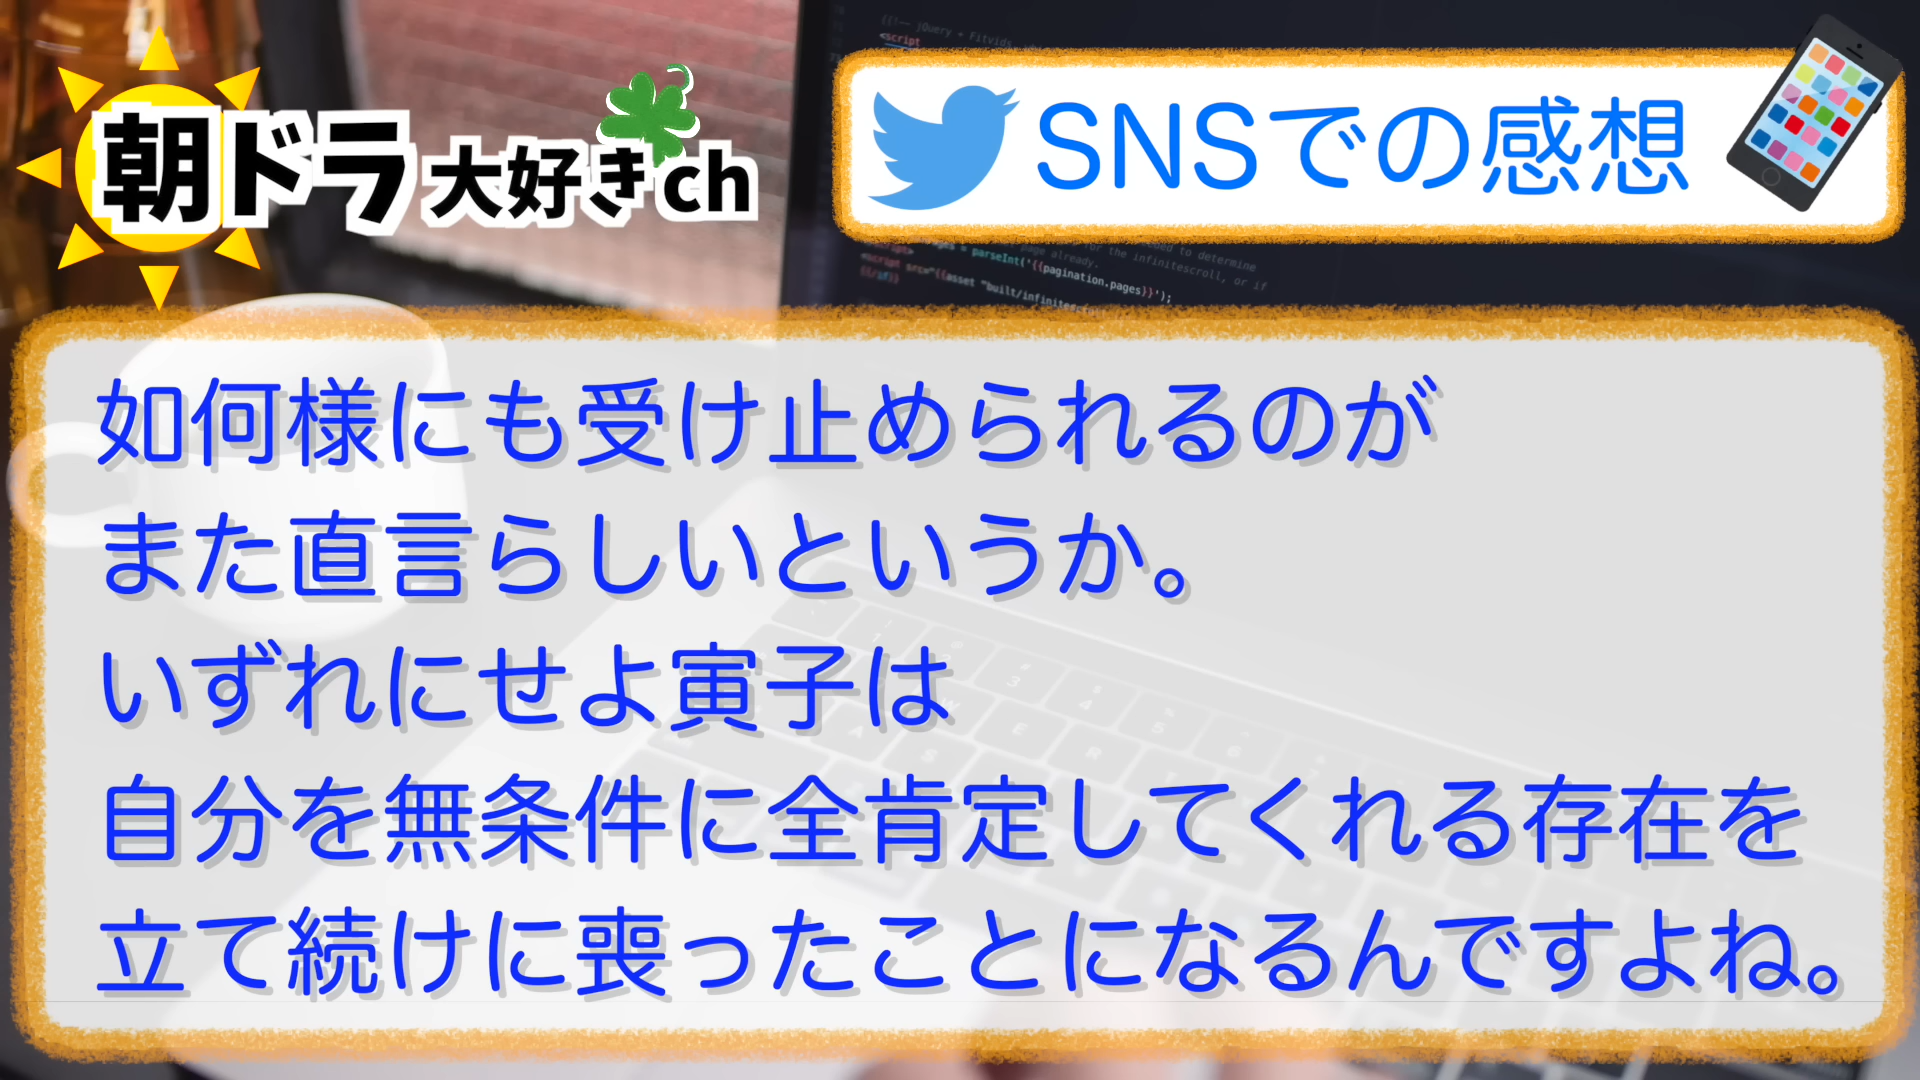 朝ドラ大好きch
SNSでの感想
<script
= parseInt('{{pagination.pages}}');
如何様にも受け止められるのが
また直言らしいというか。
いずれにせよ寅子は
自分を無条件に全肯定してくれる存在を
立て続けに喪ったことになるんですよね。